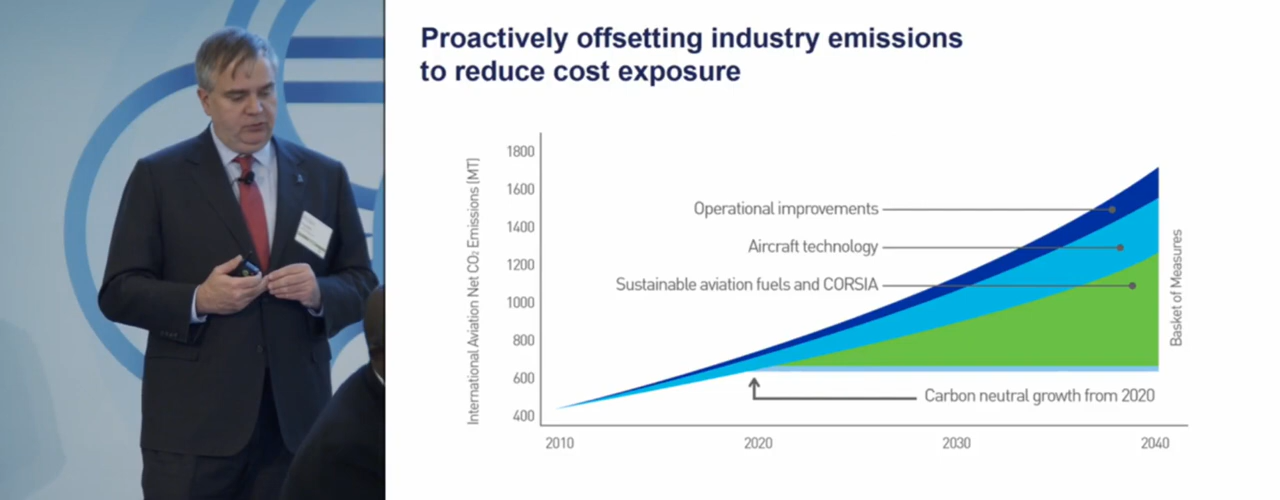 Proactively offsetting industry emissions
to reduce cost exposure
International Aviation Net CO₂ Emissions (MT)
1800
1600
1400
1200
1000
800
600
400
2010
2020
2030
2040
Operational improvements
Aircraft technology
Sustainable aviation fuels and CORSIA
Carbon neutral growth from 2020
Basket of Measures